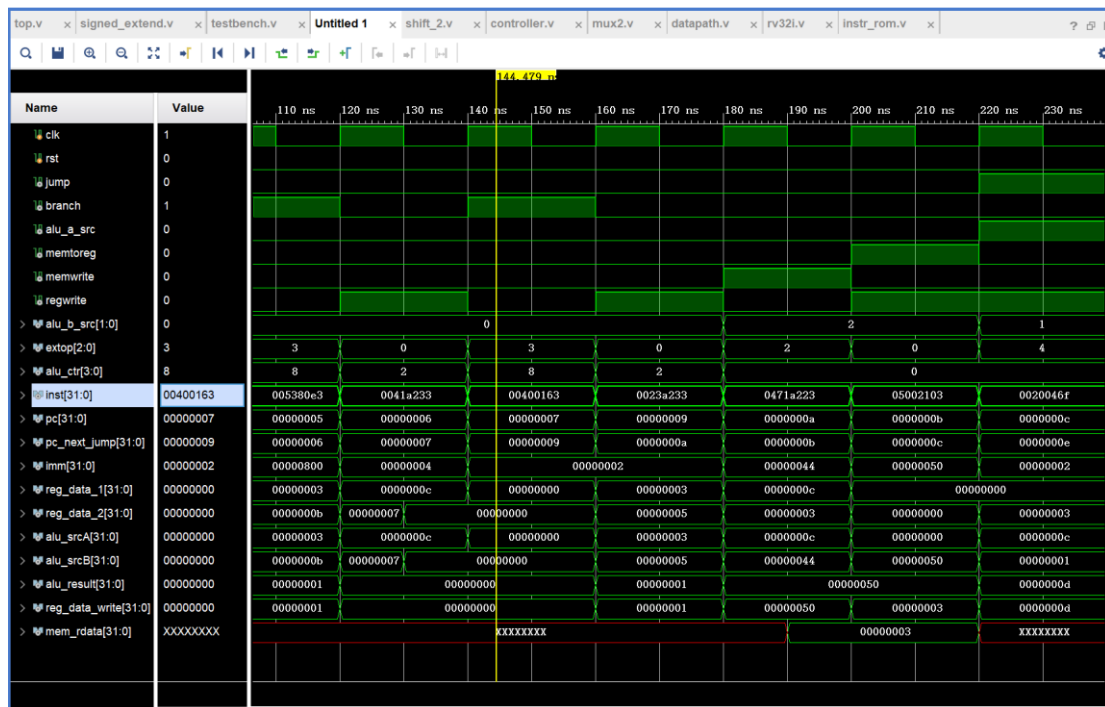 top.v × signed_extend.v × testbench.v × Untitled 1 × shift_2.v × controller.v × mux2.v × datapath.v × rv32i.v × instr_rom.v × ?
144.479 ns
Name Value 110 ns 120 ns 130 ns 140 ns 150 ns 160 ns 170 ns 180 ns 190 ns 200 ns 210 ns 220 ns 230 ns
clk 1
rst 0
jump 0
branch 1
alu_a_src 0
memtoreg 0
memwrite 0
regwrite 0
alu_b_src[1:0] 0 0 2 1
extop[2:0] 3 3 0 3 0 2 0 4
alu_ctr[3:0] 8 8 2 8 2 0
inst[31:0] 00400163 005380e3 0041a233 00400163 0023a233 0471a223 05002103 0020046f
pc[31:0] 00000007 00000005 00000006 00000007 00000009 0000000a 0000000b 0000000c
pc_next_jump[31:0] 00000009 00000006 00000007 00000009 0000000a 0000000b 0000000c 0000000e
imm[31:0] 00000002 00000800 00000004 00000002 00000044 00000050 00000002
reg_data_1[31:0] 00000000 00000003 0000000c 00000000 00000003 0000000c 00000000
reg_data_2[31:0] 00000000 0000000b 00000007 00000000 00000005 00000003 00000000 00000003
alu_srcA[31:0] 00000000 00000003 0000000c 00000000 00000003 0000000c 00000000 0000000c
alu_srcB[31:0] 00000000 0000000b 00000007 00000000 00000005 00000044 00000050 00000001
alu_result[31:0] 00000000 00000001 00000000 00000001 00000050 0000000d
reg_data_write[31:0] 00000000 00000001 00000000 00000001 00000050 00000003 0000000d
mem_rdata[31:0] XXXXXXXX XXXXXXXX 00000003 XXXXXXXX